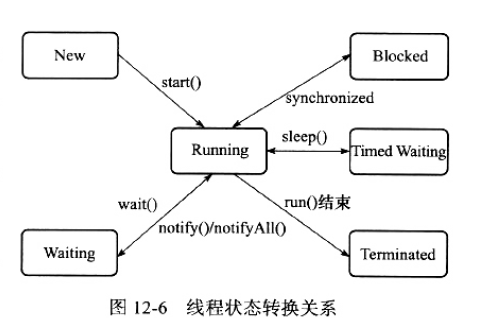 New
Blocked
start()
synchronized
Running
sleep()
Timed Waiting
wait()
run()结束
notify()/notifyAll()
Waiting
Terminated
图 12-6 线程状态转换关系